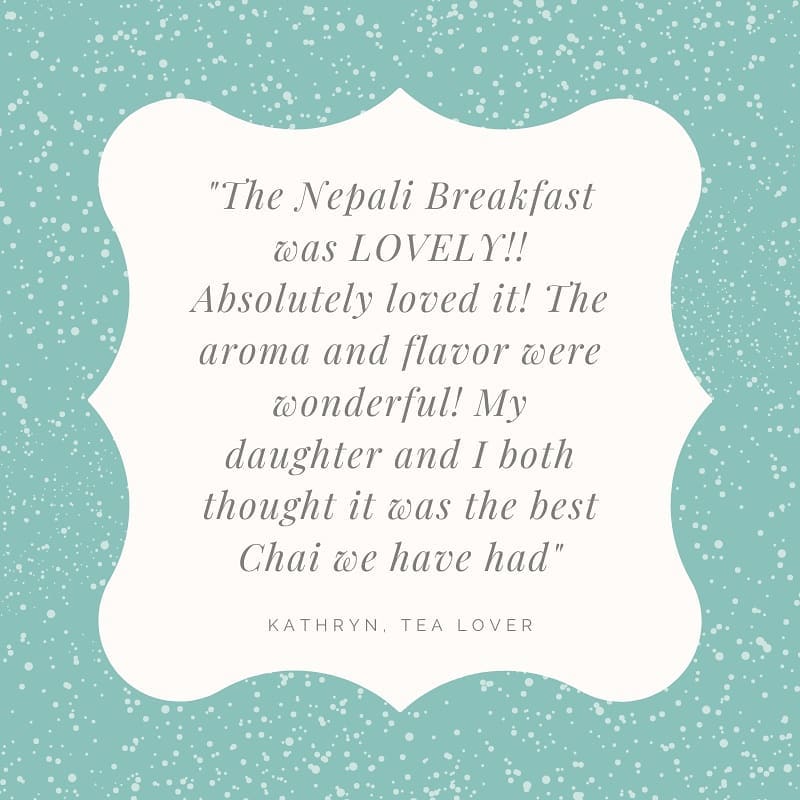 "The Nepali Breakfast
was LOVELY!!
Absolutely loved it! The
aroma and flavor were
wonderful! My
daughter and I both
thought it was the best
Chai we have had"
KATHRYN, TEA LOVER